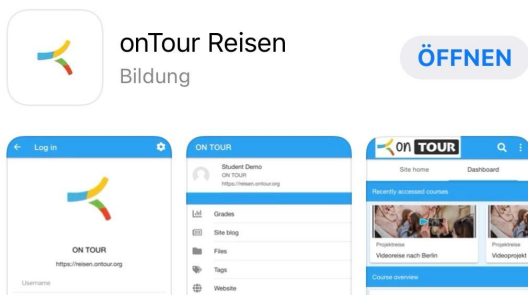 onTour Reisen
Bildung
ÖFFNEN
Log in
ON TOUR
https://reisen.ontour.org
Username
ON TOUR
Student Demo
ON TOUR
https://reisen.ontour.org
Grades
Site blog
Files
Tags
Website
on TOUR
Site home
Dashboard
Recently accessed courses
Projektreise
Videoreise nach Berlin
Projektreise
Videoprojekt
Course overview